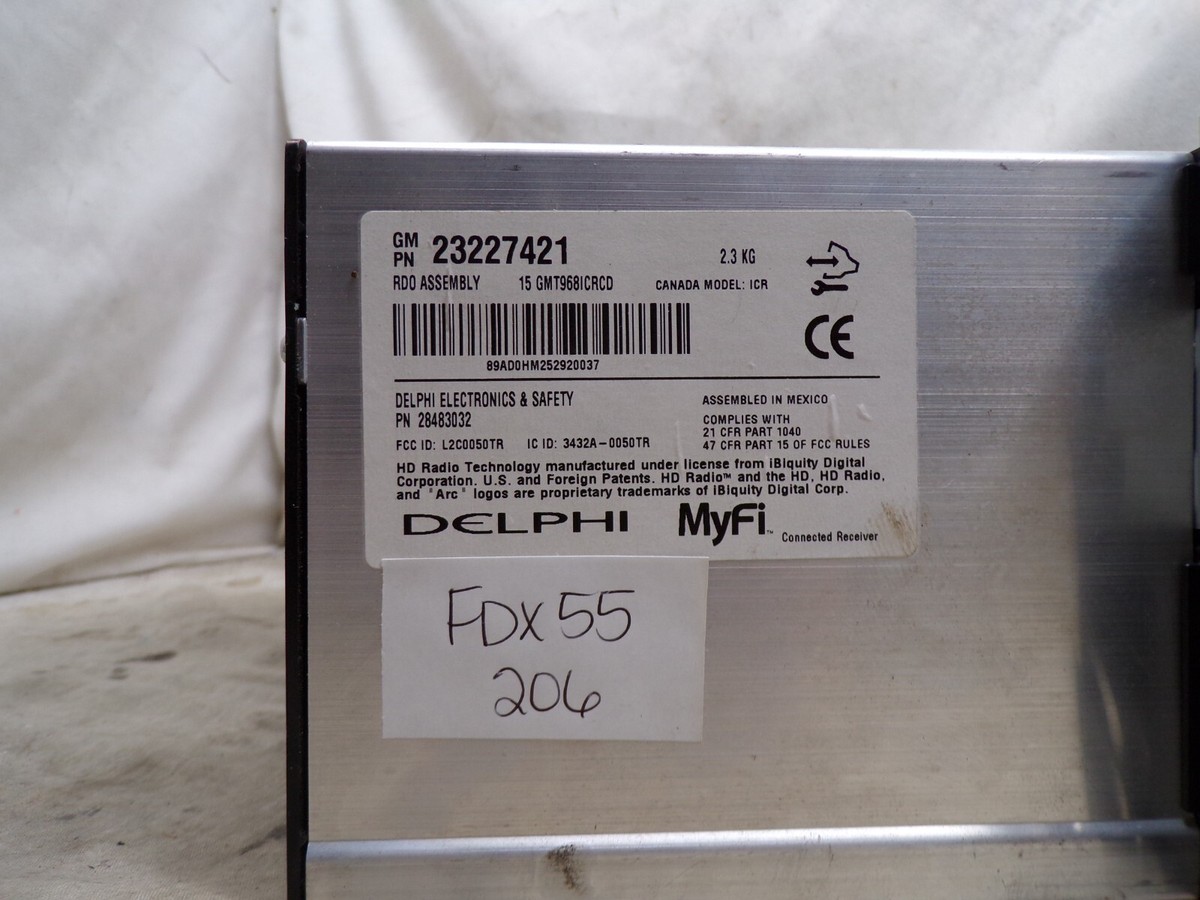 GM PN 23227421 2.3 KG
RDO ASSEMBLY 15 GMT968ICRCD CANADA MODEL: ICR
CE
89AD0HM252920037
DELPHI ELECTRONICS & SAFETY
PN 28483032
FCC ID: L2C0050TR IC ID: 3432A-0050TR
ASSEMBLED IN MEXICO
COMPLIES WITH
21 CFR PART 1040
47 CFR PART 15 OF FCC RULES
HD Radio Technology manufactured under license from iBiquity Digital
Corporation. U.S. and Foreign Patents. HD Radio™ and the HD, HD Radio,
and "Arc" logos are proprietary trademarks of iBiquity Digital Corp.
DELPHI MyFi™ Connected Receiver
FDX55
206